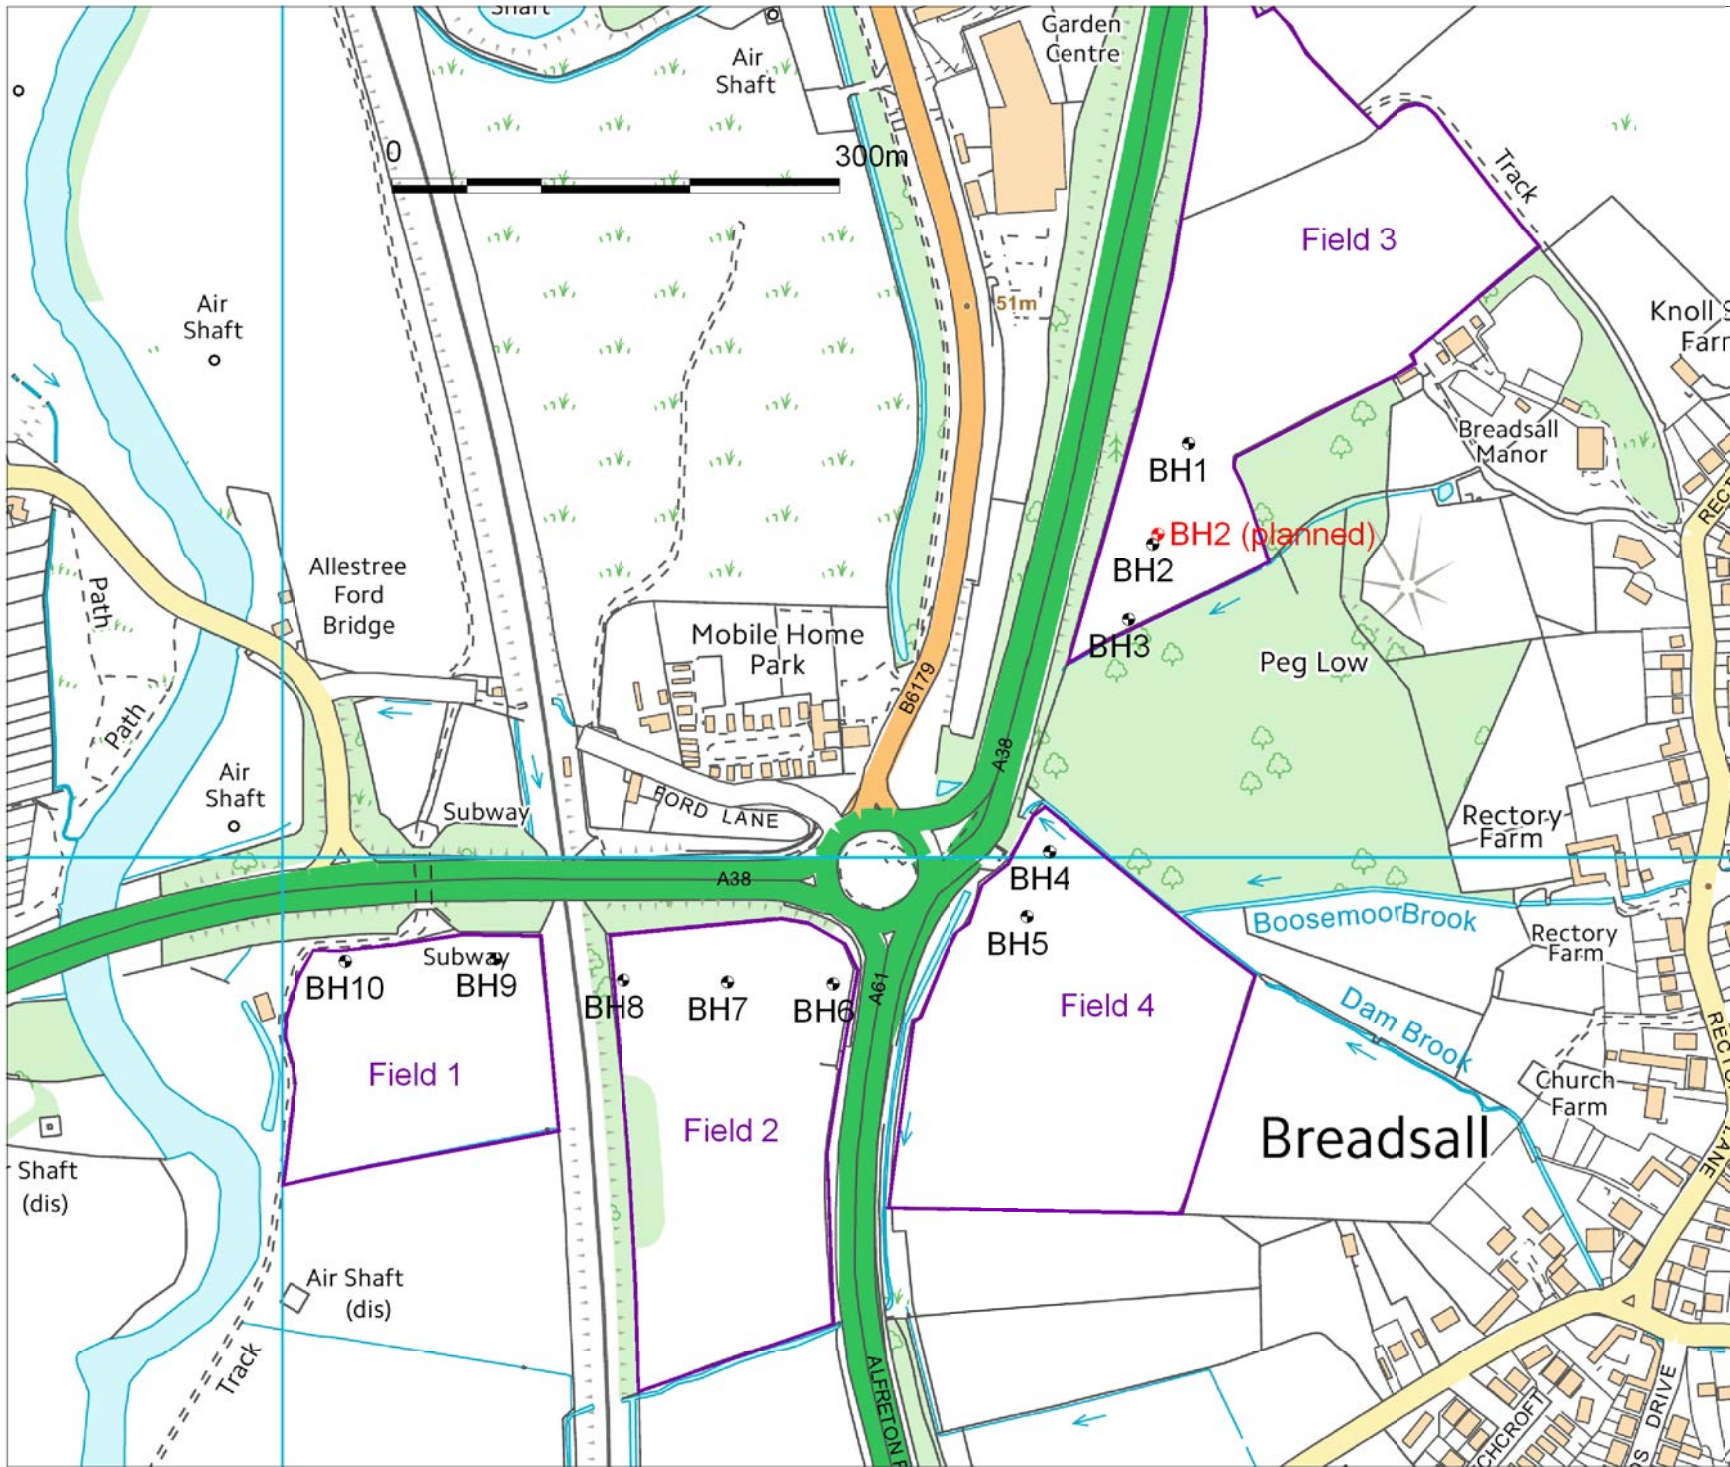 Shaft
Garden
Centre
Air
Shaft
0
300m
Track
Field 3
Air
Shaft
51m
Knoll
BH1
Breadsall
Manor
BH2 (planned)
BH2
Allestree
Ford
Bridge
Path
BH3
Mobile Home
Park
Peg Low
B6179
Path
A38
Air
Shaft
Subway
FORD LANE
Rectory
Farm
A38
BH4
BoosemoorBrook
BH5
Rectory
Farm
Subway
BH10
BH9
BH8
BH7
BH6
A61
Field 4
Dam Brook
Field 1
Field 2
Church
Farm
Breadsall
LANE
Shaft
(dis)
Air Shaft
(dis)
Track
ALFRETON R
DRIVE